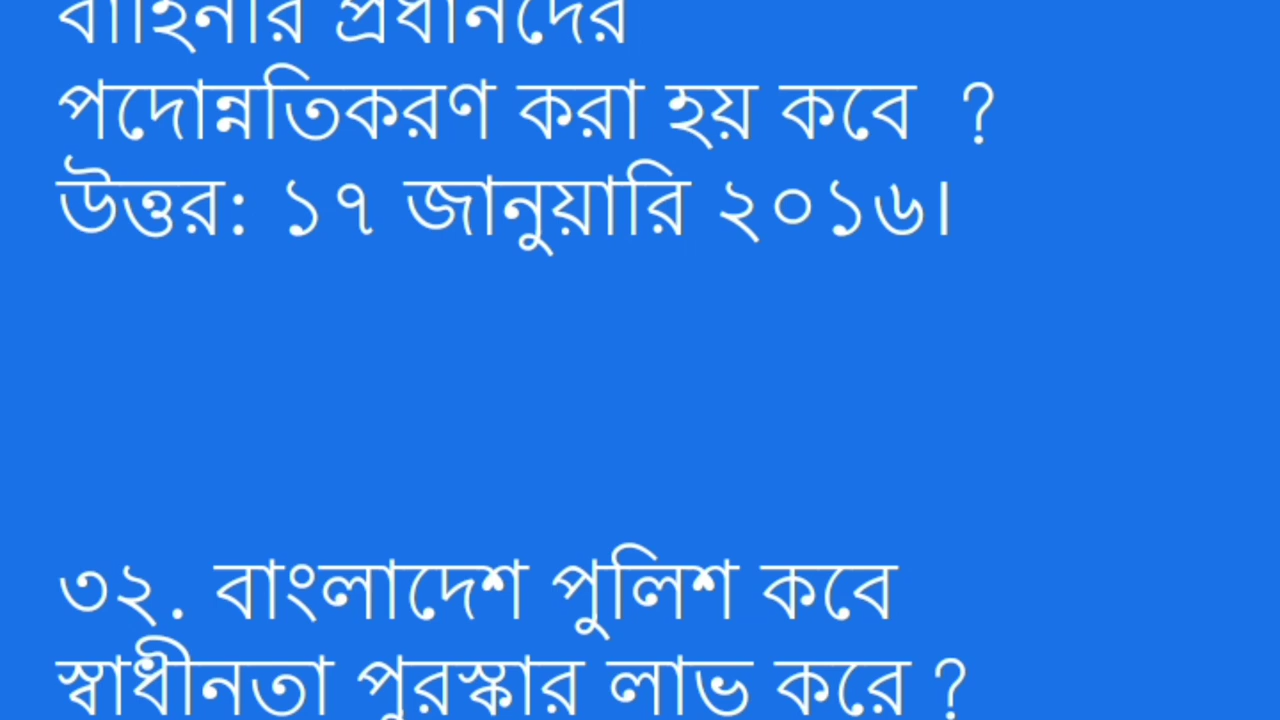 বাহিনীর প্রধানদের
পদোন্নতিকরণ করা হয় কবে ?
উত্তর: ১৭ জানুয়ারি ২০১৬।
৩২. বাংলাদেশ পুলিশ কবে
স্বাধীনতা পুরস্কার লাভ করে ?